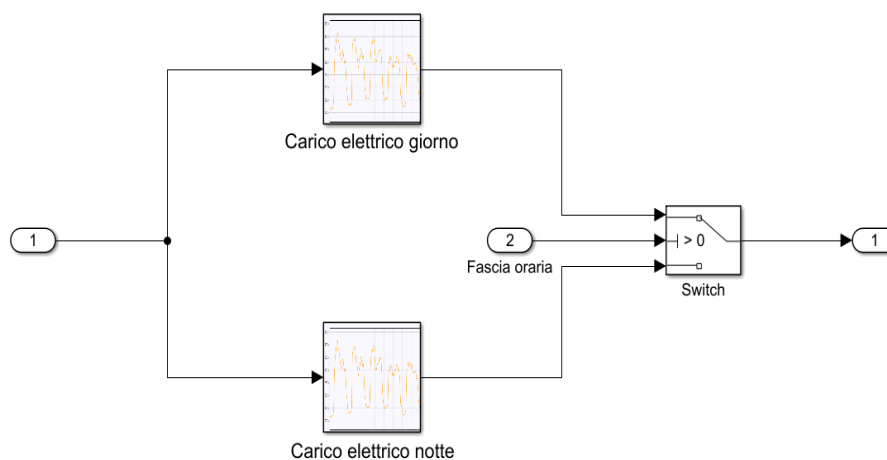 Carico elettrico giorno
1
2
> 0
1
Fascia oraria
Switch
Carico elettrico notte